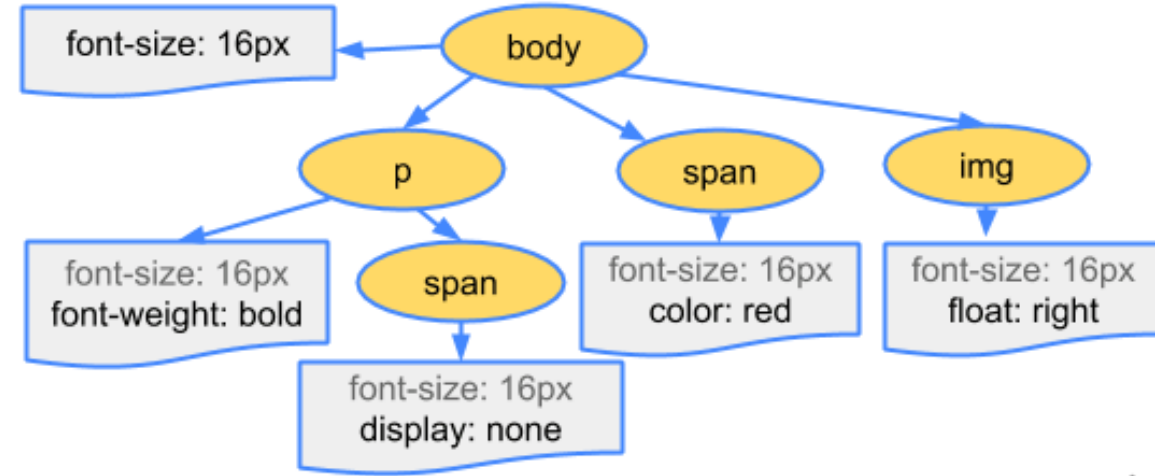 font-size: 16px
body
p
span
img
font-size: 16px
font-weight: bold
span
font-size: 16px
color: red
font-size: 16px
float: right
font-size: 16px
display: none